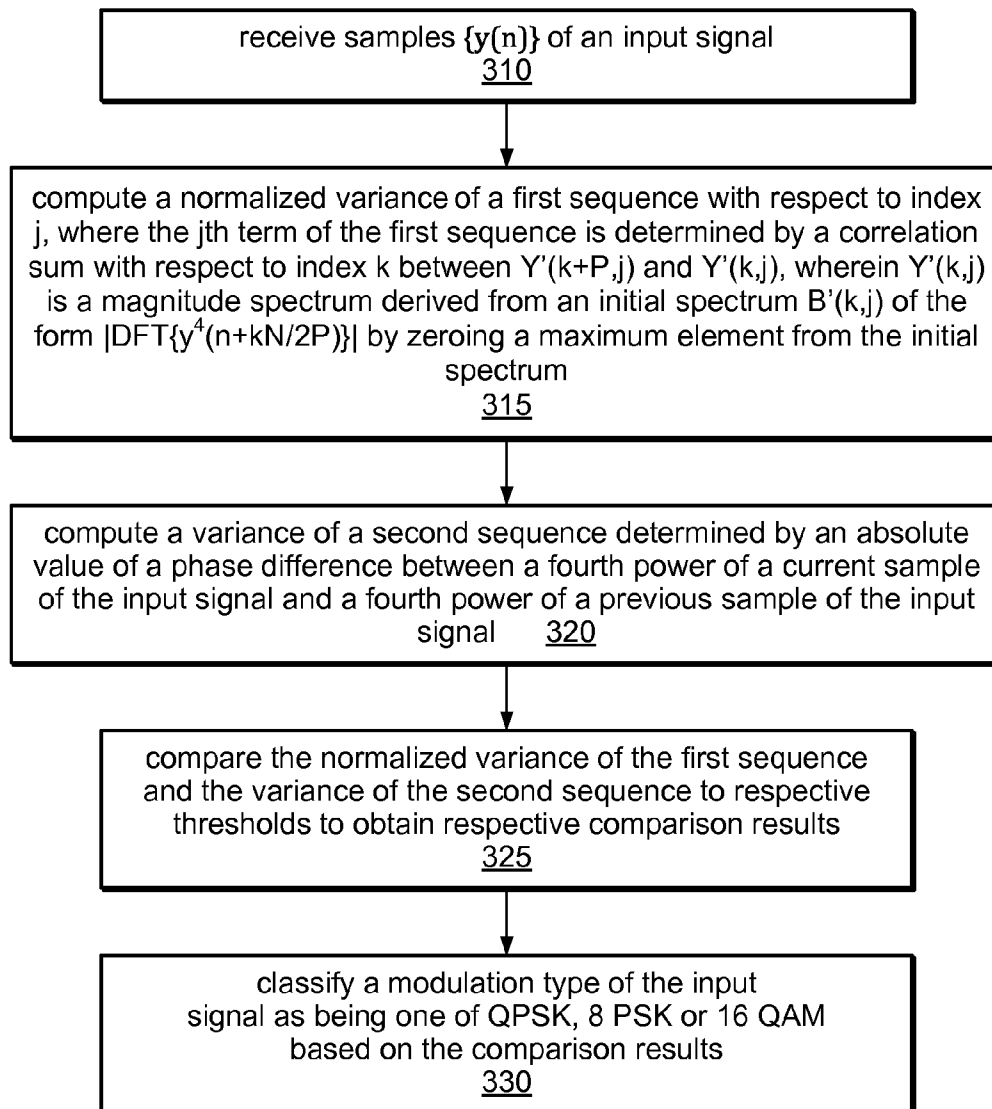 receive samples {y(n)} of an input signal
310
compute a normalized variance of a first sequence with respect to index
j, where the jth term of the first sequence is determined by a correlation
sum with respect to index k between Y'(k+P,j) and Y'(k,j), wherein Y'(k,j)
is a magnitude spectrum derived from an initial spectrum B'(k,j) of the
form |DFT{y⁴(n+kN/2P)}| by zeroing a maximum element from the initial
spectrum
315
compute a variance of a second sequence determined by an absolute
value of a phase difference between a fourth power of a current sample
of the input signal and a fourth power of a previous sample of the input
signal 320
compare the normalized variance of the first sequence
and the variance of the second sequence to respective
thresholds to obtain respective comparison results
325
classify a modulation type of the input
signal as being one of QPSK, 8 PSK or 16 QAM
based on the comparison results
330